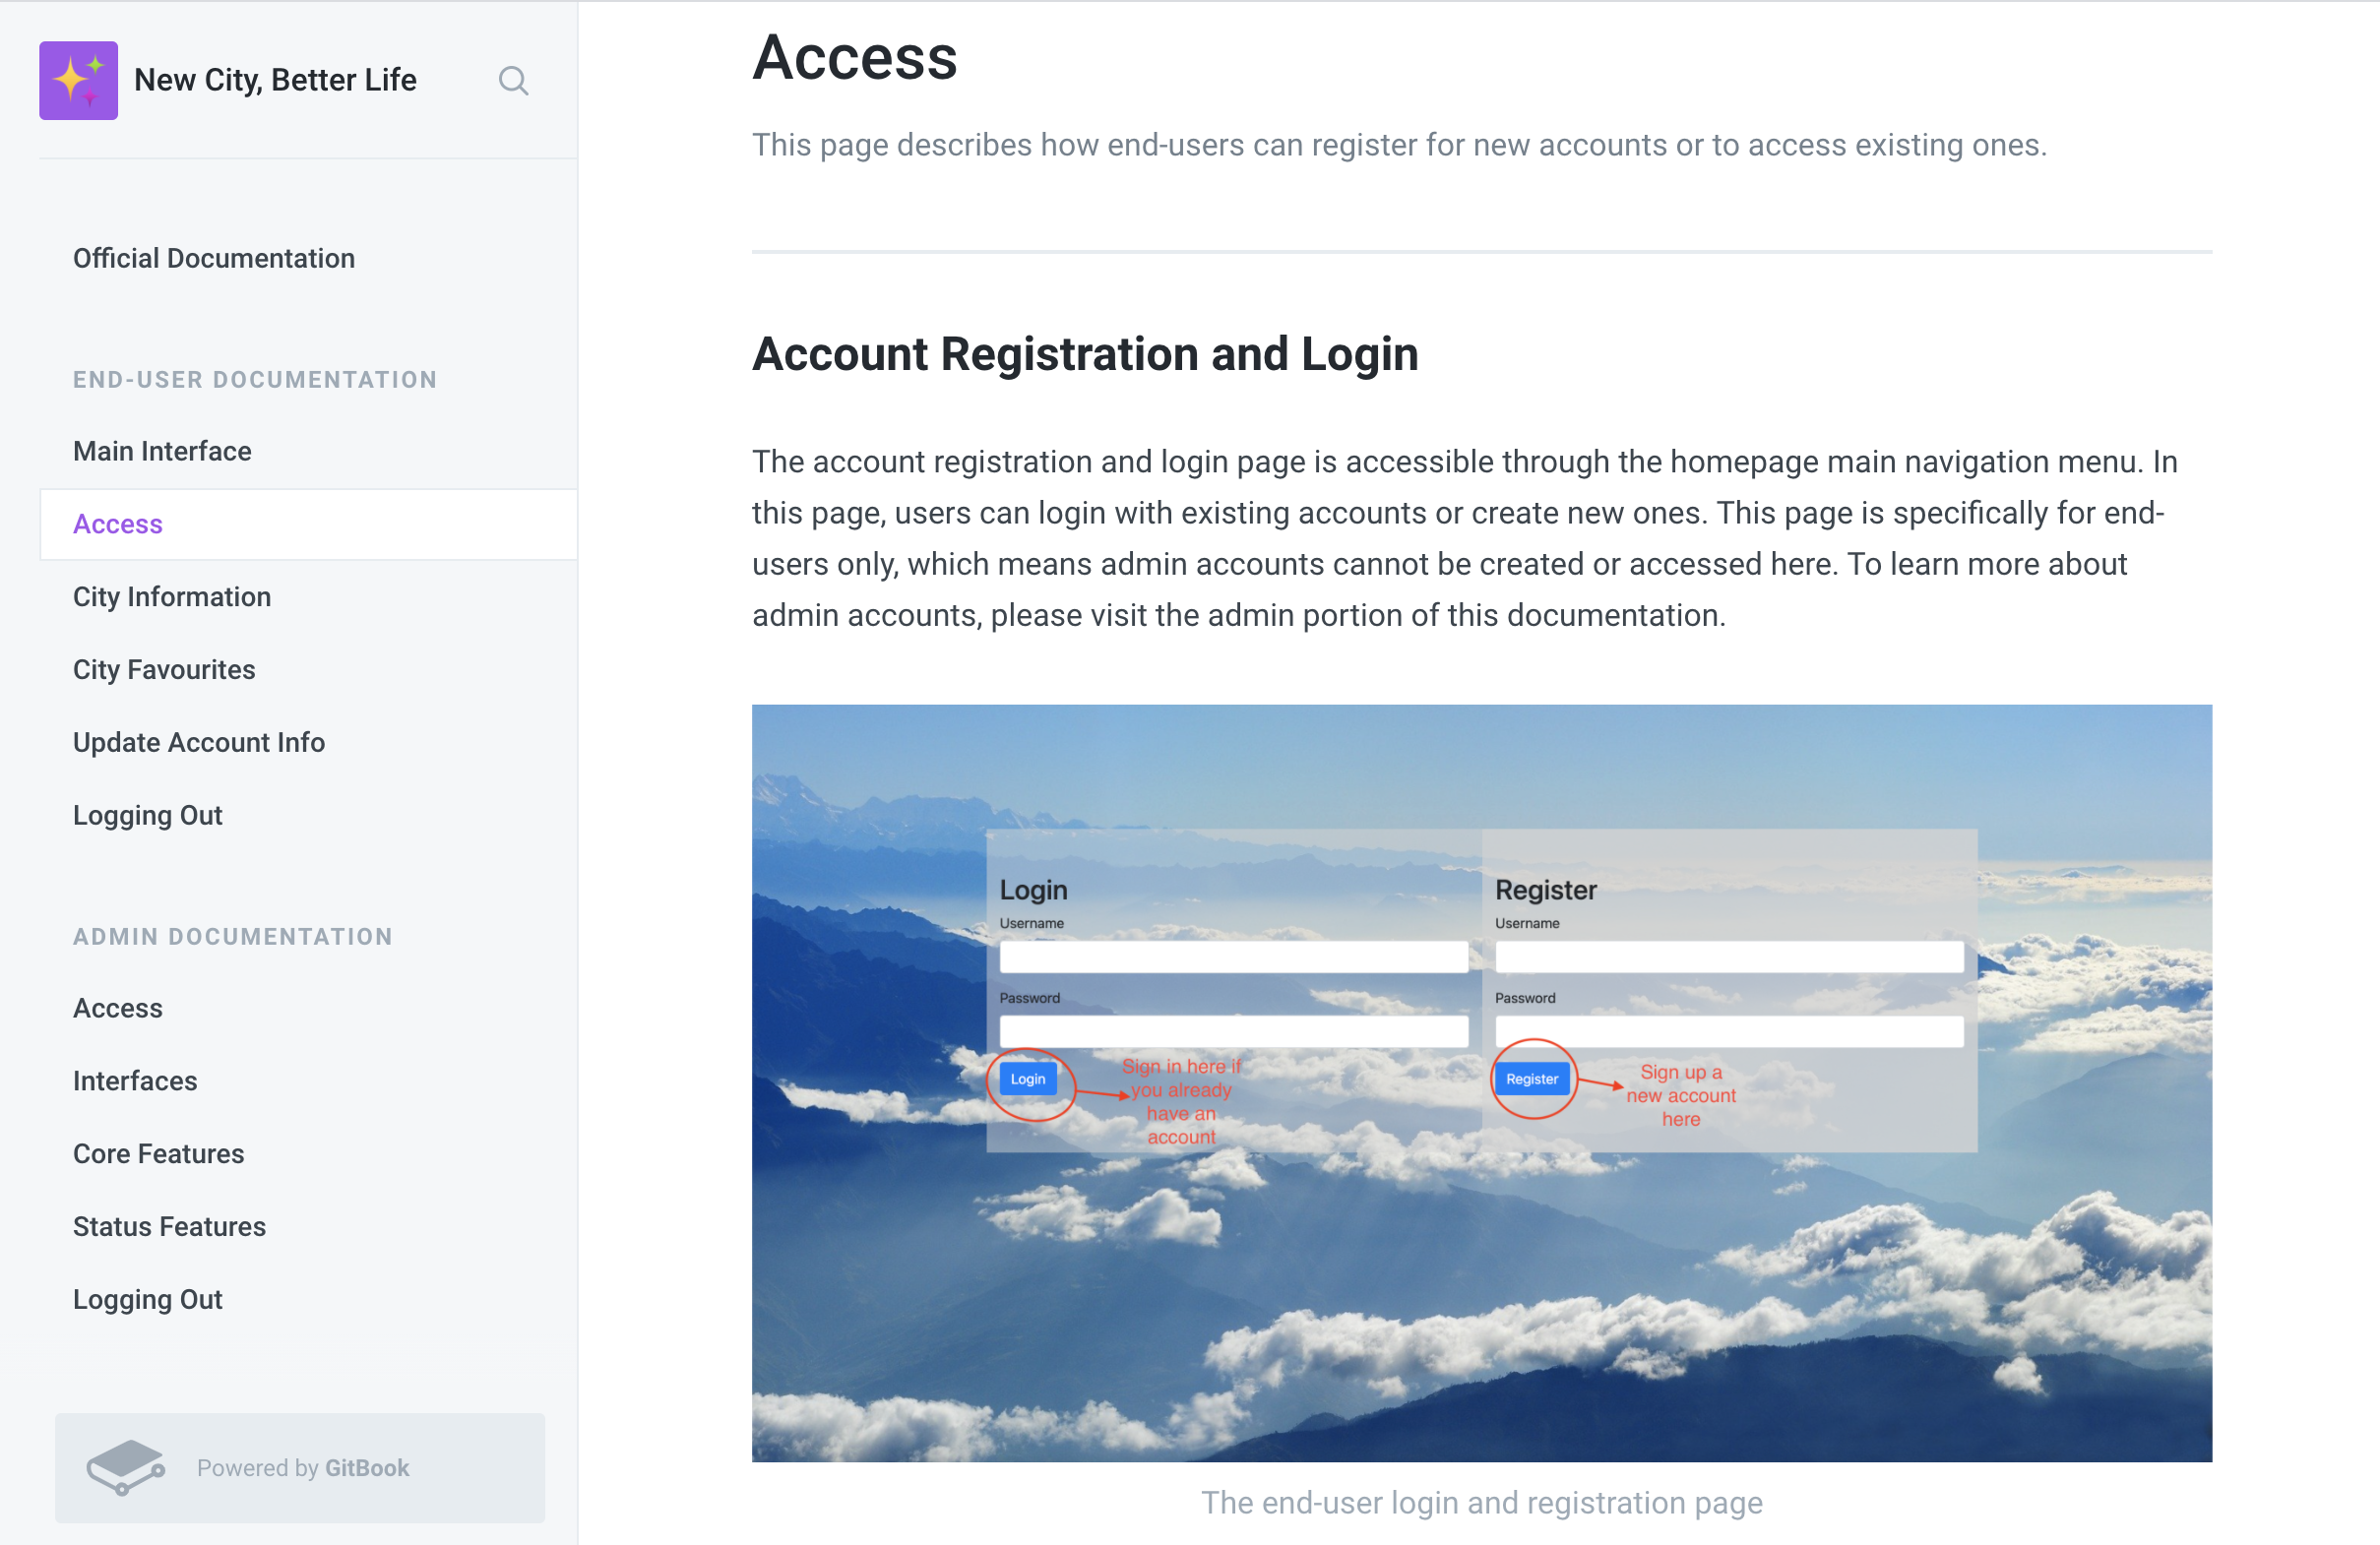 New City, Better Life
Official Documentation
END-USER DOCUMENTATION
Main Interface
Access
City Information
City Favourites
Update Account Info
Logging Out
ADMIN DOCUMENTATION
Access
Interfaces
Core Features
Status Features
Logging Out
Powered by GitBook
Access
This page describes how end-users can register for new accounts or to access existing ones.
Account Registration and Login
The account registration and login page is accessible through the homepage main navigation menu. In
this page, users can login with existing accounts or create new ones. This page is specifically for end-
users only, which means admin accounts cannot be created or accessed here. To learn more about
admin accounts, please visit the admin portion of this documentation.
Login
Username
Password
Login
Sign in here if
you already
have an
account
Register
Username
Password
Register
Sign up a
new account
here
The end-user login and registration page